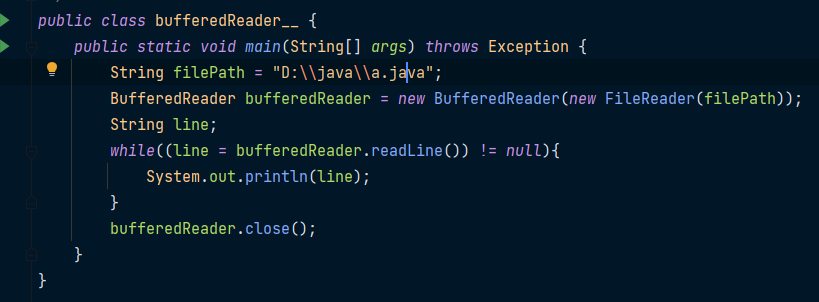 public class bufferedReader__ {
    public static void main(String[] args) throws Exception {
        String filePath = "D:\\java\\a.java";
        BufferedReader bufferedReader = new BufferedReader(new FileReader(filePath));
        String line;
        while((line = bufferedReader.readLine()) != null){
            System.out.println(line);
        }
        bufferedReader.close();
    }
}